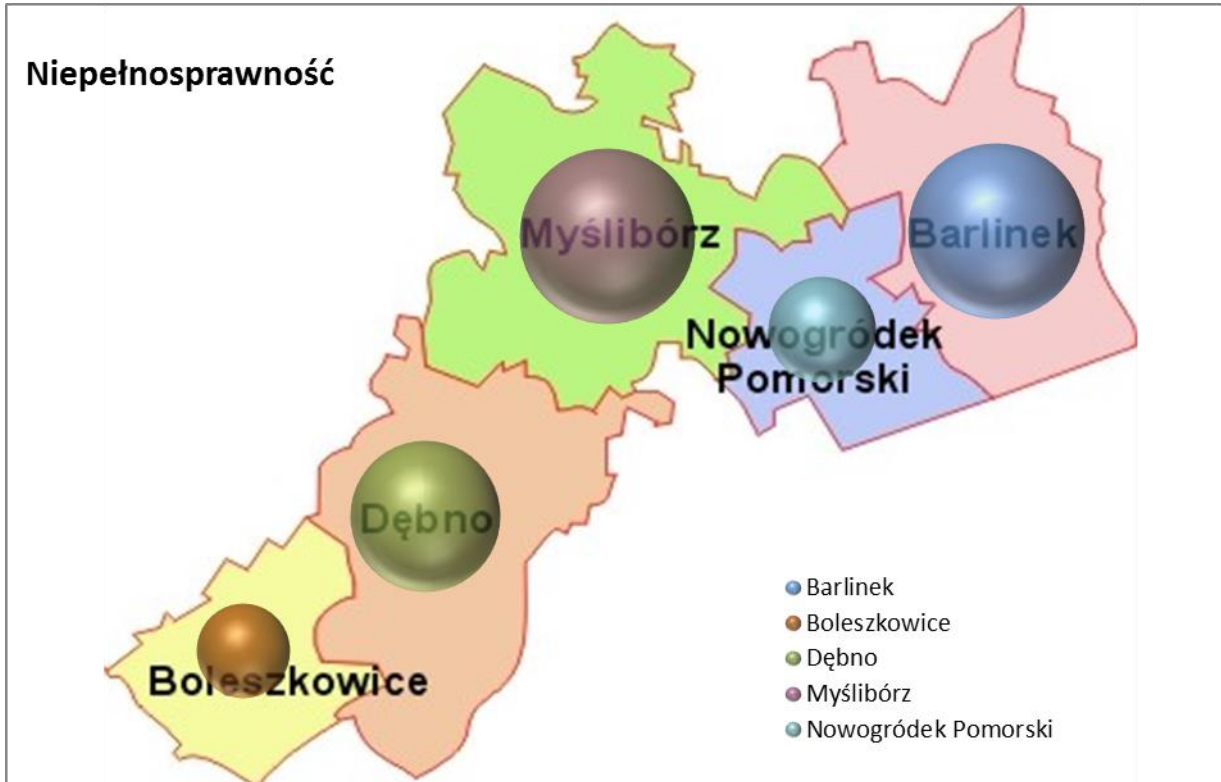 Niepełnosprawność
Myślibórz
Barlinek
Nowogródek
Pomorski
Dębno
Boleszkowice
Barlinek
Boleszkowice
Dębno
Myślibórz
Nowogródek Pomorski